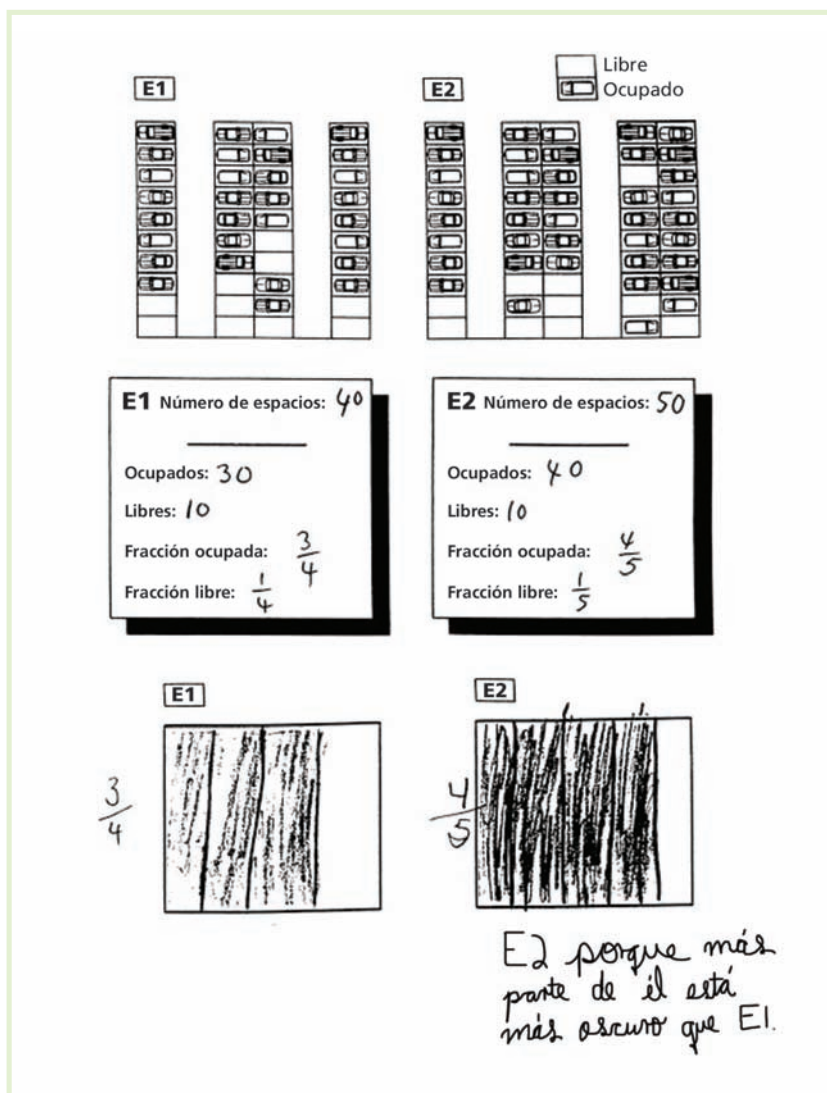 Libre
E1
E2
Ocupado
E1 Número de espacios: 40
Ocupados: 30
Libres: 10
Fracción ocupada: 3/4
Fracción libre: 1/4
E2 Número de espacios: 50
Ocupados: 40
Libres: 10
Fracción ocupada: 4/5
Fracción libre: 1/5
E1
3/4
E2
4/5
E2 porque más
parte de él está
más oscuro que E1.